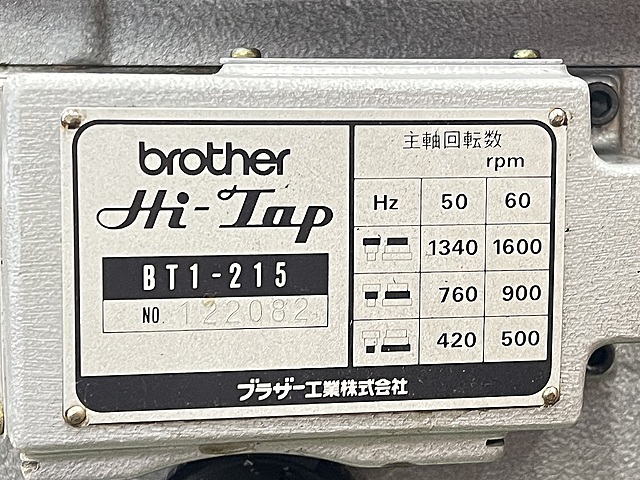 brother
Hi-Tap
BT1-215
NO. 122082
主軸回転数
rpm
Hz 50 60
1340 1600
760 900
420 500
ブラザー工業株式会社